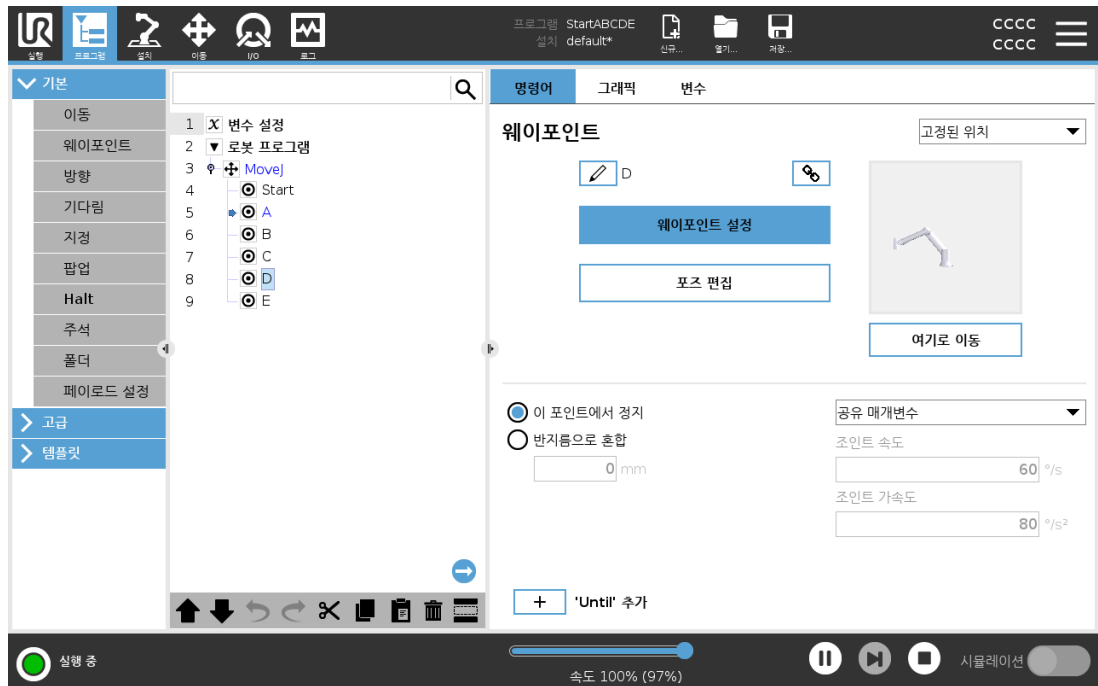 UR
실행
프로그램
설치
이동
I/O
로그
프로그램 StartABCDE
설치 default*
신규...
열기...
저장...
CCCC
CCCC
기본
이동
웨이포인트
방향
기다림
지정
팝업
Halt
주석
폴더
페이로드 설정
고급
템플릿
1 X 변수 설정
2 ▼ 로봇 프로그램
3 MoveJ
4 Start
5 A
6 B
7 C
8 D
9 E
명령어 그래픽 변수
웨이포인트
고정된 위치
D
웨이포인트 설정
포즈 편집
여기로 이동
이 포인트에서 정지
반지름으로 혼합
0 mm
공유 매개변수
조인트 속도
60 °/s
조인트 가속도
80 °/s²
+ 'Until' 추가
실행 중
속도 100% (97%)
시뮬레이션